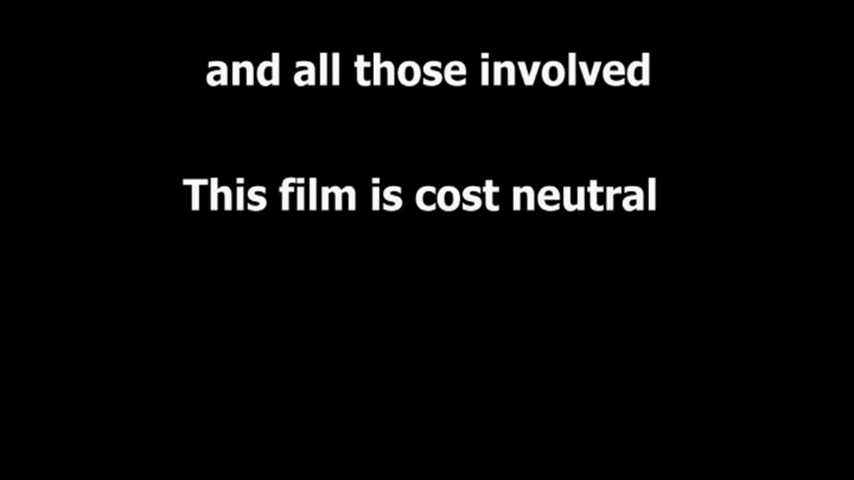 and all those involved
This film is cost neutral